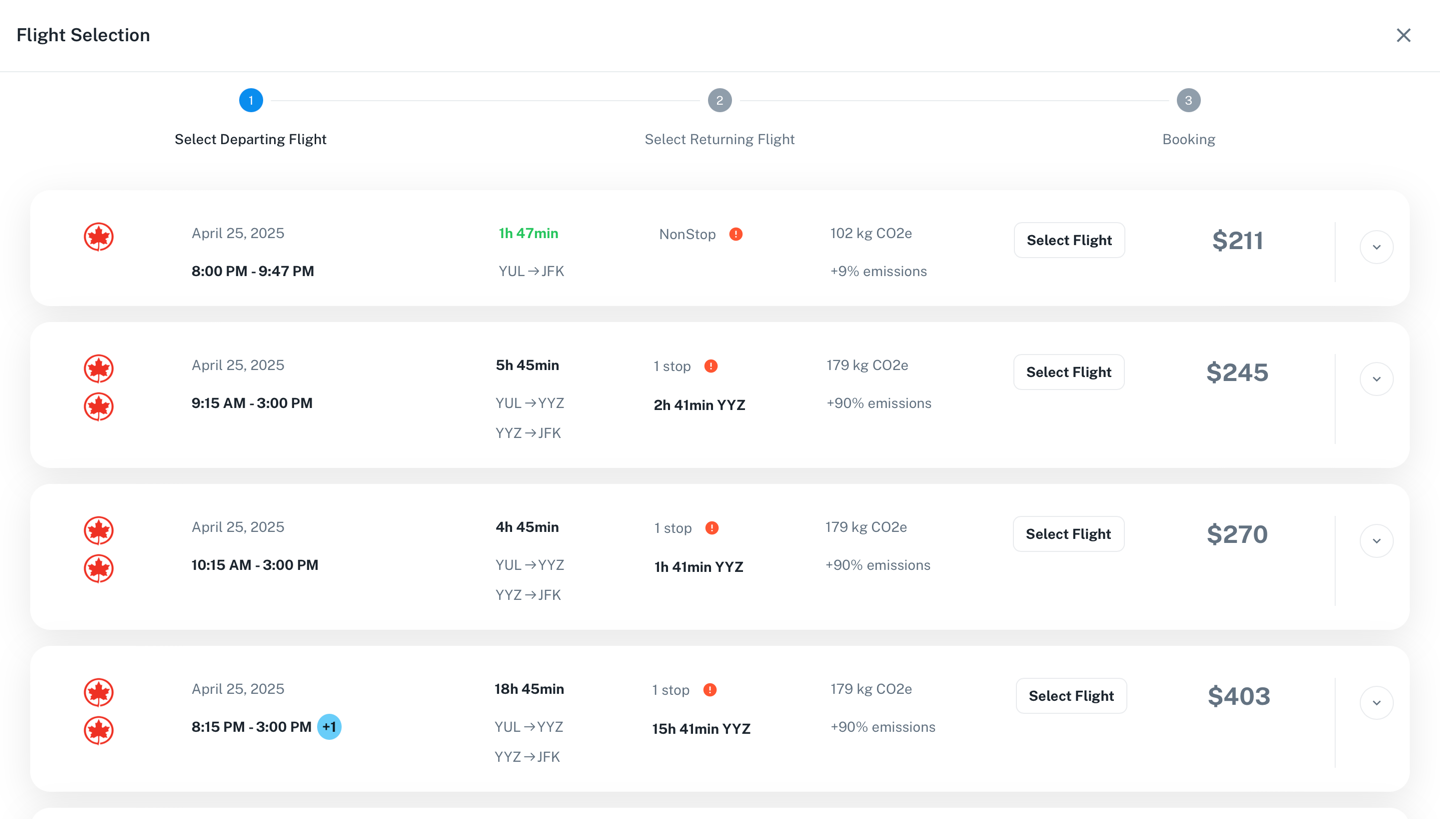 Flight Selection
1
2
3
Select Departing Flight
Select Returning Flight
Booking
April 25, 2025
8:00 PM - 9:47 PM
1h 47min
YUL → JFK
NonStop !
102 kg CO2e
+9% emissions
Select Flight
$211
April 25, 2025
9:15 AM - 3:00 PM
5h 45min
YUL → YYZ
YYZ → JFK
1 stop !
2h 41min YYZ
179 kg CO2e
+90% emissions
Select Flight
$245
April 25, 2025
10:15 AM - 3:00 PM
4h 45min
YUL → YYZ
YYZ → JFK
1 stop !
1h 41min YYZ
179 kg CO2e
+90% emissions
Select Flight
$270
April 25, 2025
8:15 PM - 3:00 PM +1
18h 45min
YUL → YYZ
YYZ → JFK
1 stop !
15h 41min YYZ
179 kg CO2e
+90% emissions
Select Flight
$403